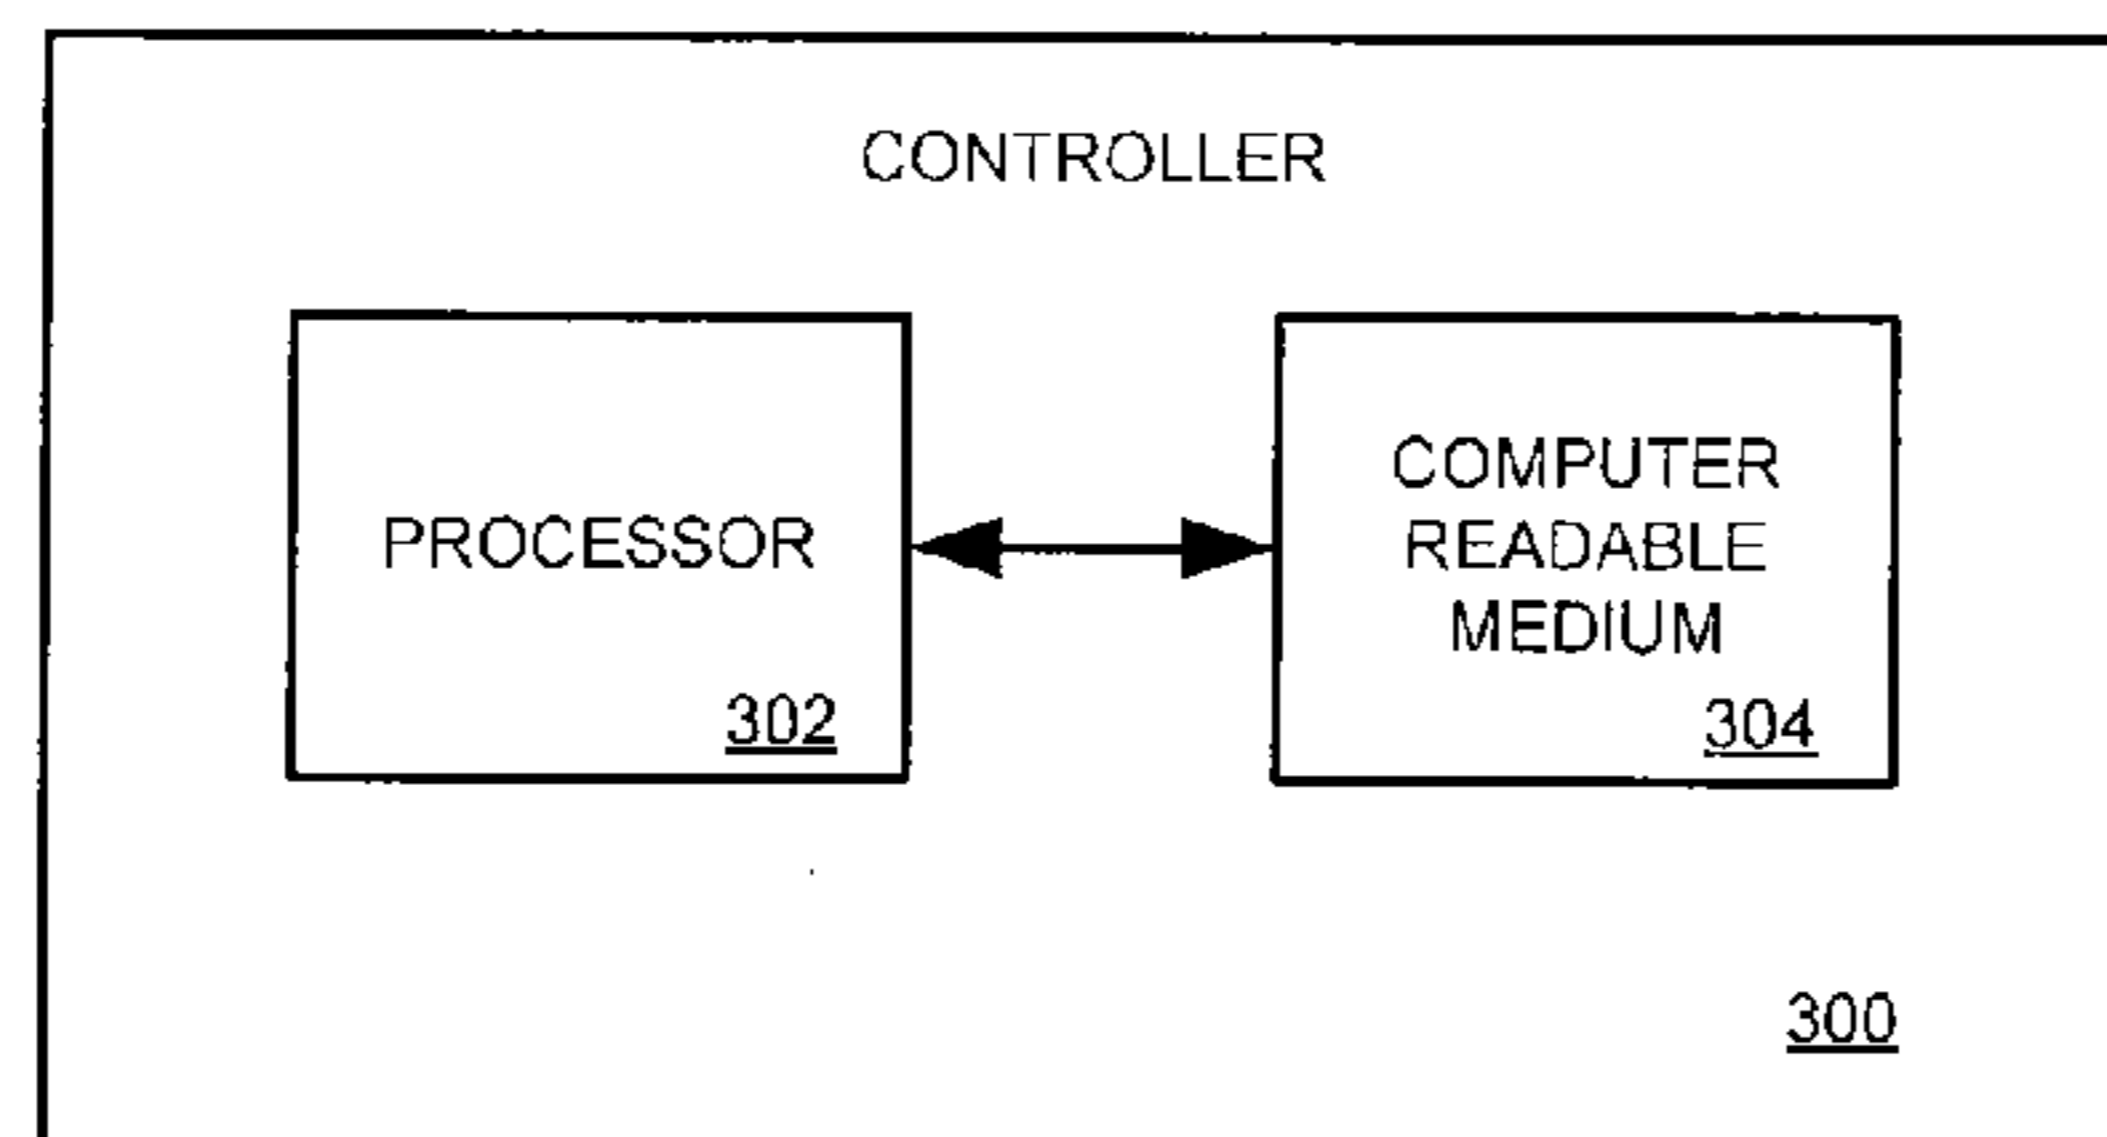 CONTROLLER
PROCESSOR
302
COMPUTER
READABLE
MEDIUM
304
300